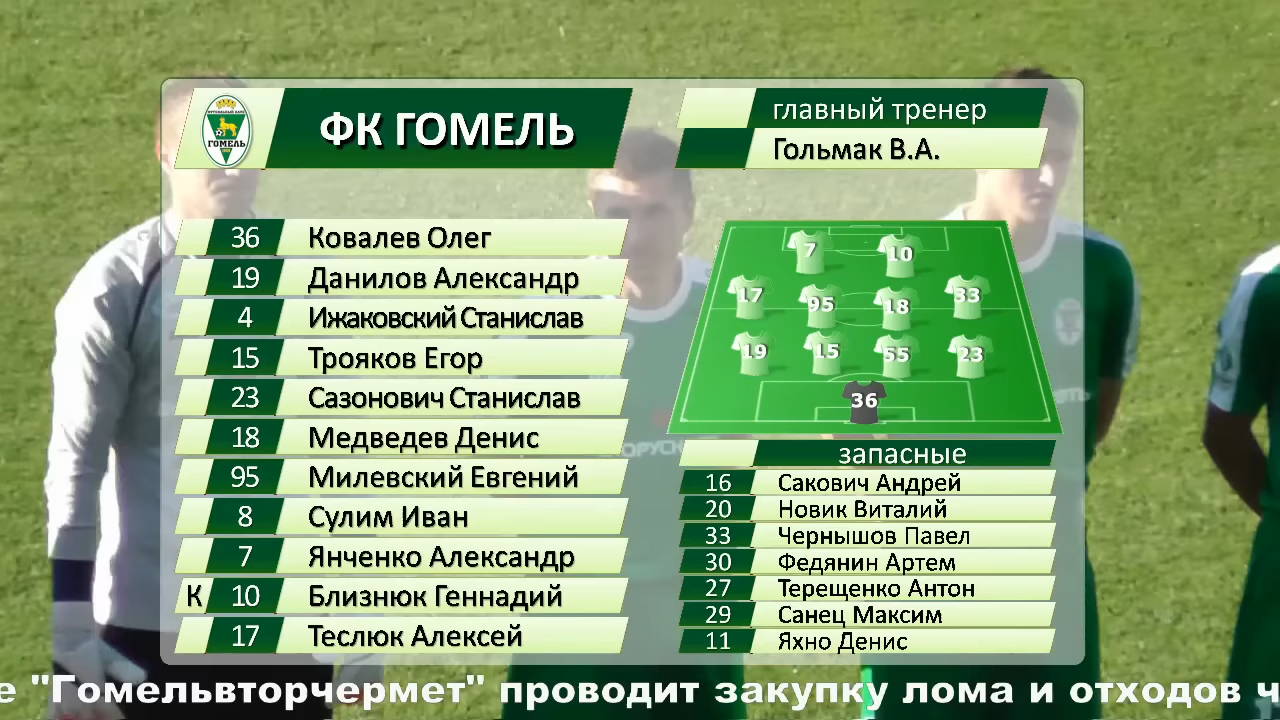 ФК ГОМЕЛЬ
ГОМЕЛЬ
главный тренер
Гольмак В.А.
36 Ковалев Олег
19 Данилов Александр
4 Ижаковский Станислав
15 Трояков Егор
23 Сазонович Станислав
18 Медведев Денис
95 Милевский Евгений
8 Сулим Иван
7 Янченко Александр
К 10 Близнюк Геннадий
17 Теслюк Алексей
7 10
17 95 18 33
19 15 55 23
36
запасные
16 Сакович Андрей
20 Новик Виталий
33 Чернышов Павел
30 Федянин Артем
27 Терещенко Антон
29 Санец Максим
11 Яхно Денис
е "Гомельвторчермет" проводит закупку лома и отходов ч